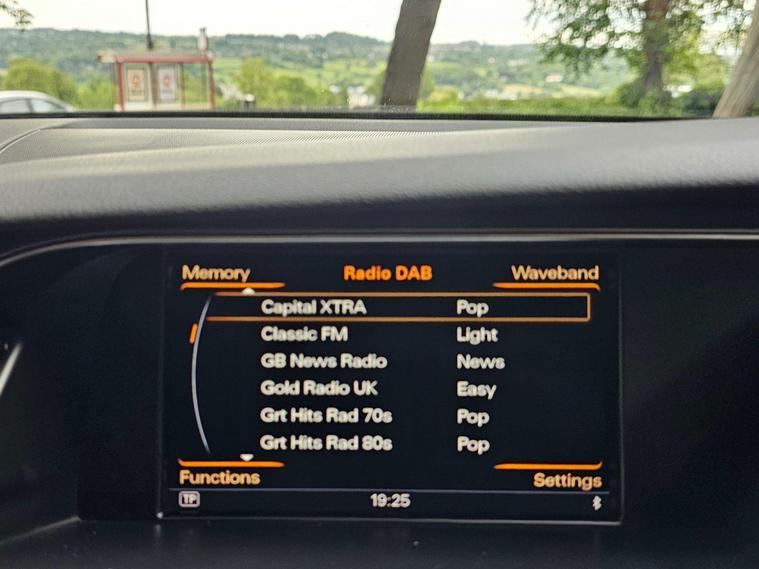 Memory Radio DAB Waveband
Capital XTRA Pop
Classic FM Light
GB News Radio News
Gold Radio UK Easy
Grt Hits Rad 70s Pop
Grt Hits Rad 80s Pop
Functions Settings
TP 19:25